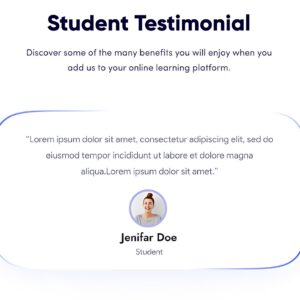 Student Testimonial
Discover some of the many benefits you will enjoy when you
add us to your online learning platform.
"Lorem ipsum dolor sit amet, consectetur adipiscing elit, sed do
eiusmod tempor incididunt ut labore et dolore magna
aliqua.Lorem ipsum dolor sit amet."
Jenifar Doe
Student